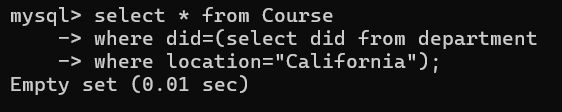 mysql> select * from Course
    -> where did=(select did from department
    -> where location="California");
Empty set (0.01 sec)